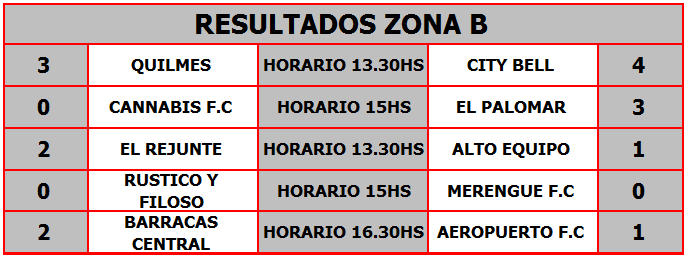 RESULTADOS ZONA B
3 QUILMES HORARIO 13.30HS CITY BELL 4
0 CANNABIS F.C HORARIO 15HS EL PALOMAR 3
2 EL REJUNTE HORARIO 13.30HS ALTO EQUIPO 1
0 RUSTICO Y FILOSO HORARIO 15HS MERENGUE F.C 0
2 BARRACAS CENTRAL HORARIO 16.30HS AEROPUERTO F.C 1